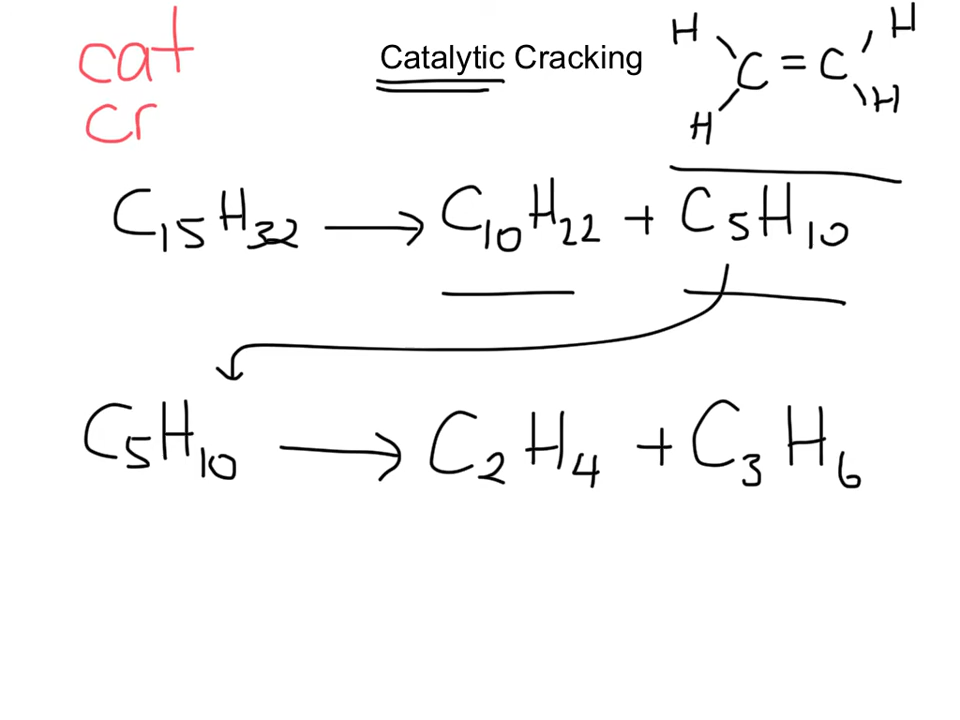 cat
cr
Catalytic Cracking
H H
C = C
H H
C₁₅H₃₂ → C₁₀H₂₂ + C₅H₁₀
C₅H₁₀ → C₂H₄ + C₃H₆